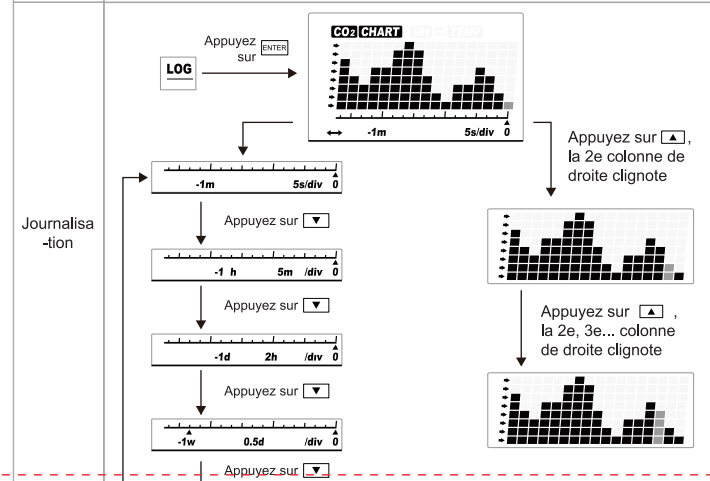 Journalisa
-tion
LOG
Appuyez
sur ENTER
CO2 CHART RH TEMP
-1m 5s/div 0
-1m 5s/div 0
Appuyez sur ▼
-1 h 5m /div 0
Appuyez sur ▼
-1d 2h /div 0
Appuyez sur ▼
-1w 0.5d /div 0
Appuyez sur ▼
Appuyez sur ▲,
la 2e colonne de
droite clignote
Appuyez sur ▲ ,
la 2e, 3e... colonne
de droite clignote